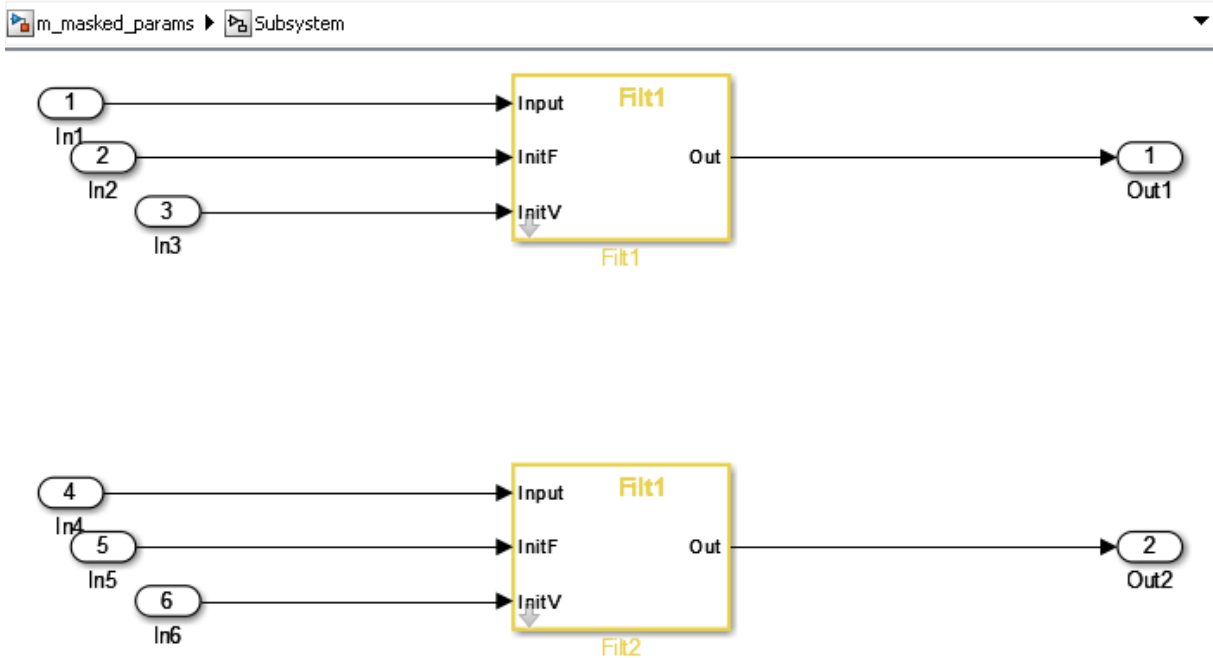 m_masked_params Subsystem
1 Input Filt1
In1
2 InitF Out 1
In2 Out1
3 InitV
In3 Filt1
4 Input Filt1
In4
5 InitF Out 2
In5 Out2
6 InitV
In6 Filt2